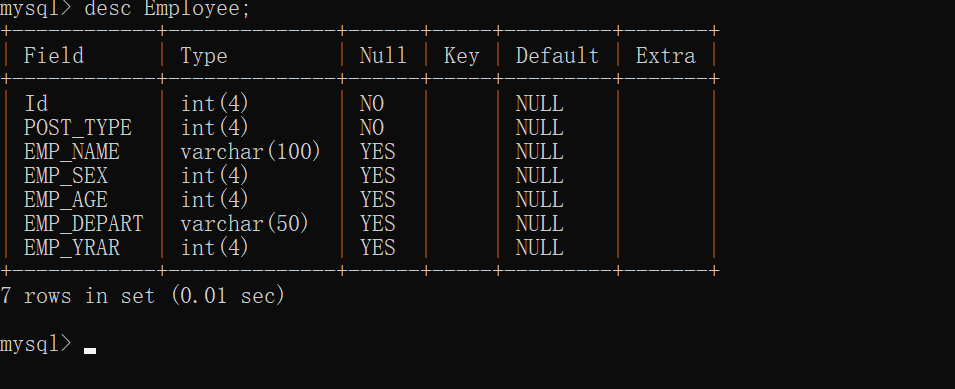 mysql> desc Employee;
+------------+--------------+------+-----+---------+-------+
| Field      | Type         | Null | Key | Default | Extra |
+------------+--------------+------+-----+---------+-------+
| Id         | int(4)       | NO   |     | NULL    |       |
| POST_TYPE  | int(4)       | NO   |     | NULL    |       |
| EMP_NAME   | varchar(100) | YES  |     | NULL    |       |
| EMP_SEX    | int(4)       | YES  |     | NULL    |       |
| EMP_AGE    | int(4)       | YES  |     | NULL    |       |
| EMP_DEPART | varchar(50)  | YES  |     | NULL    |       |
| EMP_YRAR   | int(4)       | YES  |     | NULL    |       |
+------------+--------------+------+-----+---------+-------+
7 rows in set (0.01 sec)
mysql>